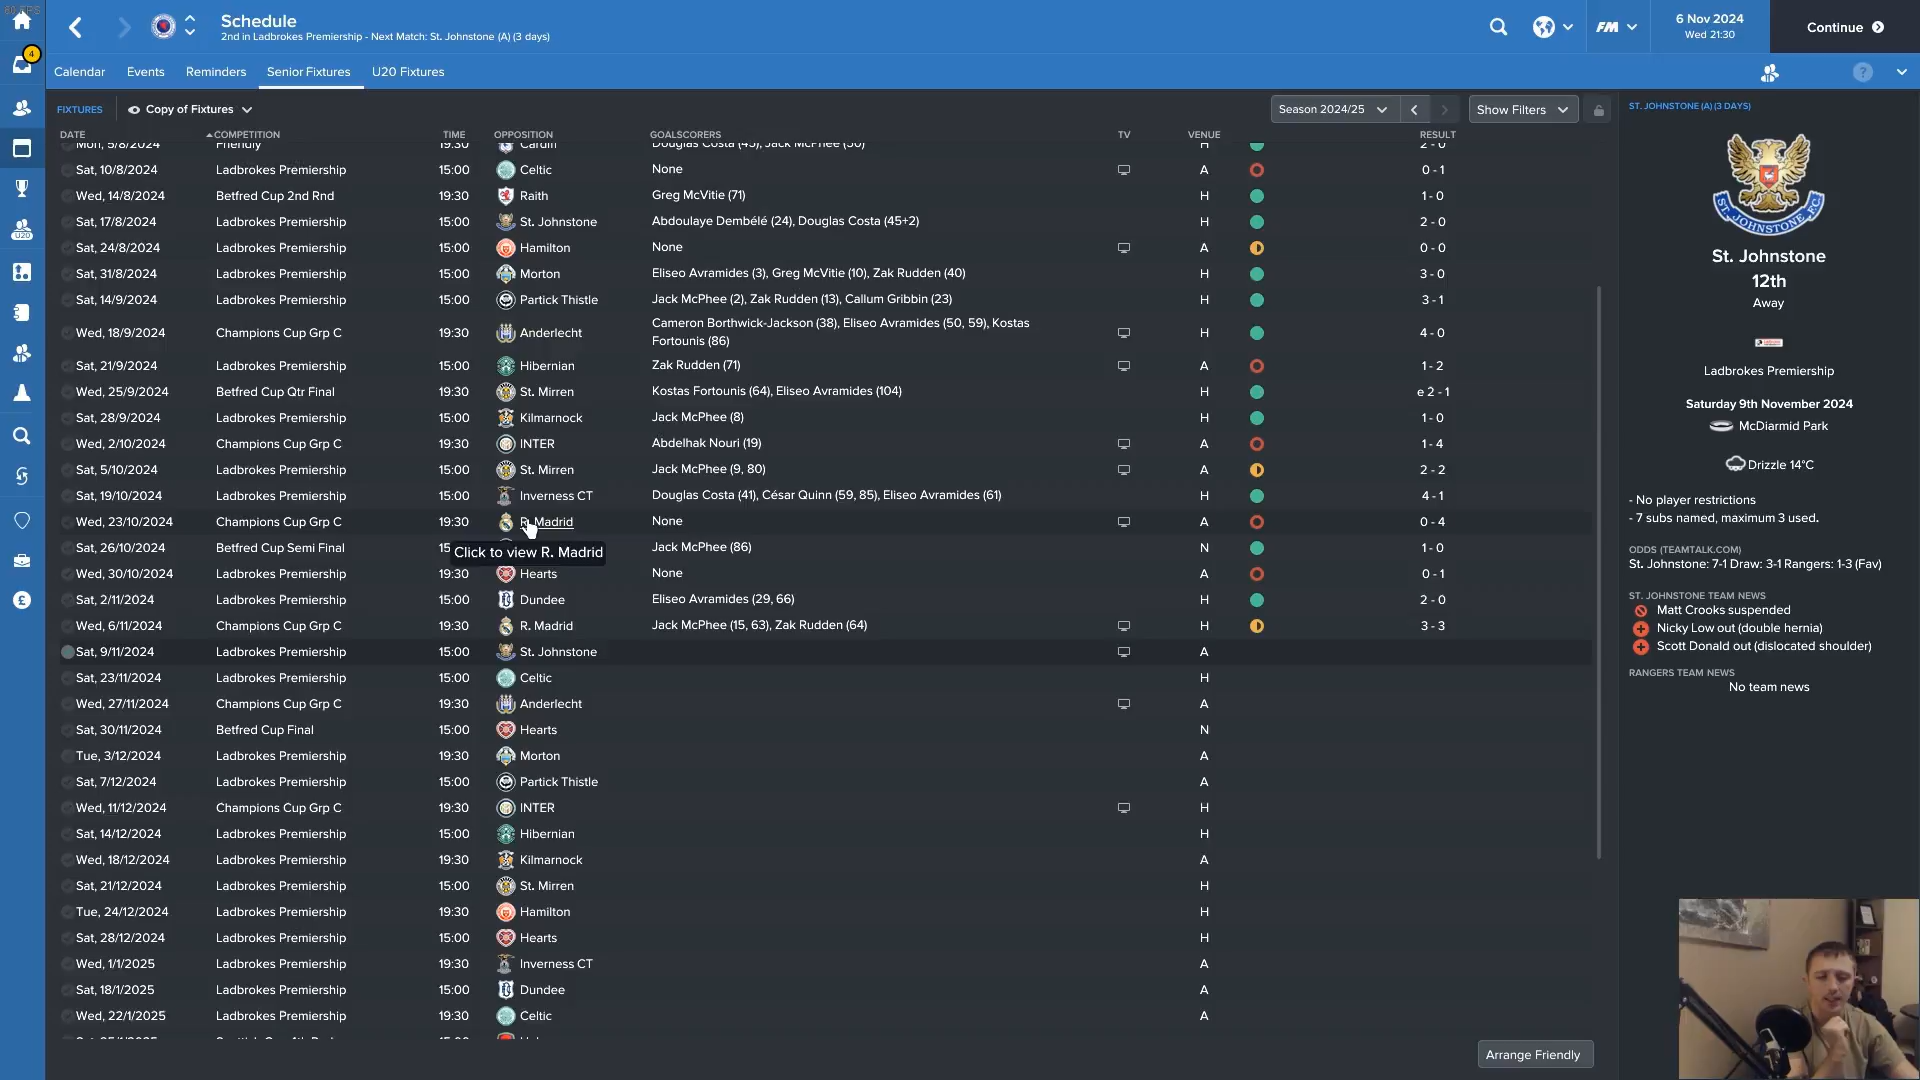 60 FPS
Schedule
2nd in Ladbrokes Premiership - Next Match: St. Johnstone (A) (3 days)
FM
6 Nov 2024
Wed 21:30
Continue
4
Calendar Events Reminders Senior Fixtures U20 Fixtures
?
FIXTURES Copy of Fixtures Season 2024/25 Show Filters
DATE COMPETITION TIME OPPOSITION GOALSCORERS TV VENUE RESULT
Mon, 5/8/2024 Friendly 19:30 Cardiff Douglas Costa (45), Jack McPhee (50) H 2 - 0
Sat, 10/8/2024 Ladbrokes Premiership 15:00 Celtic None A 0 - 1
Wed, 14/8/2024 Betfred Cup 2nd Rnd 19:30 Raith Greg McVitie (71) H 1 - 0
Sat, 17/8/2024 Ladbrokes Premiership 15:00 St. Johnstone Abdoulaye Dembélé (24), Douglas Costa (45+2) H 2 - 0
Sat, 24/8/2024 Ladbrokes Premiership 15:00 Hamilton None A 0 - 0
Sat, 31/8/2024 Ladbrokes Premiership 15:00 Morton Eliseo Avramides (3), Greg McVitie (10), Zak Rudden (40) H 3 - 0
Sat, 14/9/2024 Ladbrokes Premiership 15:00 Partick Thistle Jack McPhee (2), Zak Rudden (13), Callum Gribbin (23) H 3 - 1
Wed, 18/9/2024 Champions Cup Grp C 19:30 Anderlecht Cameron Borthwick-Jackson (38), Eliseo Avramides (50, 59), Kostas
Fortounis (86) H 4 - 0
Sat, 21/9/2024 Ladbrokes Premiership 15:00 Hibernian Zak Rudden (71) A 1 - 2
Wed, 25/9/2024 Betfred Cup Qtr Final 19:30 St. Mirren Kostas Fortounis (64), Eliseo Avramides (104) H e 2 - 1
Sat, 28/9/2024 Ladbrokes Premiership 15:00 Kilmarnock Jack McPhee (8) H 1 - 0
Wed, 2/10/2024 Champions Cup Grp C 19:30 INTER Abdelhak Nouri (19) A 1 - 4
Sat, 5/10/2024 Ladbrokes Premiership 15:00 St. Mirren Jack McPhee (9, 80) A 2 - 2
Sat, 19/10/2024 Ladbrokes Premiership 15:00 Inverness CT Douglas Costa (41), César Quinn (59, 85), Eliseo Avramides (61) H 4 - 1
Wed, 23/10/2024 Champions Cup Grp C 19:30 R. Madrid None A 0 - 4
Sat, 26/10/2024 Betfred Cup Semi Final 15 Jack McPhee (86) N 1 - 0
Click to view R. Madrid
Wed, 30/10/2024 Ladbrokes Premiership 19:30 Hearts None A 0 - 1
Sat, 2/11/2024 Ladbrokes Premiership 15:00 Dundee Eliseo Avramides (29, 66) H 2 - 0
Wed, 6/11/2024 Champions Cup Grp C 19:30 R. Madrid Jack McPhee (15, 63), Zak Rudden (64) H 3 - 3
Sat, 9/11/2024 Ladbrokes Premiership 15:00 St. Johnstone A
Sat, 23/11/2024 Ladbrokes Premiership 15:00 Celtic H
Wed, 27/11/2024 Champions Cup Grp C 19:30 Anderlecht A
Sat, 30/11/2024 Betfred Cup Final 15:00 Hearts N
Tue, 3/12/2024 Ladbrokes Premiership 19:30 Morton A
Sat, 7/12/2024 Ladbrokes Premiership 15:00 Partick Thistle A
Wed, 11/12/2024 Champions Cup Grp C 19:30 INTER H
Sat, 14/12/2024 Ladbrokes Premiership 15:00 Hibernian H
Wed, 18/12/2024 Ladbrokes Premiership 19:30 Kilmarnock A
Sat, 21/12/2024 Ladbrokes Premiership 15:00 St. Mirren H
Tue, 24/12/2024 Ladbrokes Premiership 19:30 Hamilton H
Sat, 28/12/2024 Ladbrokes Premiership 15:00 Hearts H
Wed, 1/1/2025 Ladbrokes Premiership 19:30 Inverness CT A
Sat, 18/1/2025 Ladbrokes Premiership 15:00 Dundee A
Wed, 22/1/2025 Ladbrokes Premiership 19:30 Celtic A
Arrange Friendly
ST. JOHNSTONE (A) (3 DAYS)
ST. JOHNSTONE F.C.
St. Johnstone
12th
Away
Ladbrokes Premiership
Saturday 9th November 2024
McDiarmid Park
Drizzle 14°C
- No player restrictions
- 7 subs named, maximum 3 used.
ODDS (TEAMTALK.COM)
St. Johnstone: 7-1 Draw: 3-1 Rangers: 1-3 (Fav)
ST. JOHNSTONE TEAM NEWS
Matt Crooks suspended
Nicky Low out (double hernia)
Scott Donald out (dislocated shoulder)
RANGERS TEAM NEWS
No team news